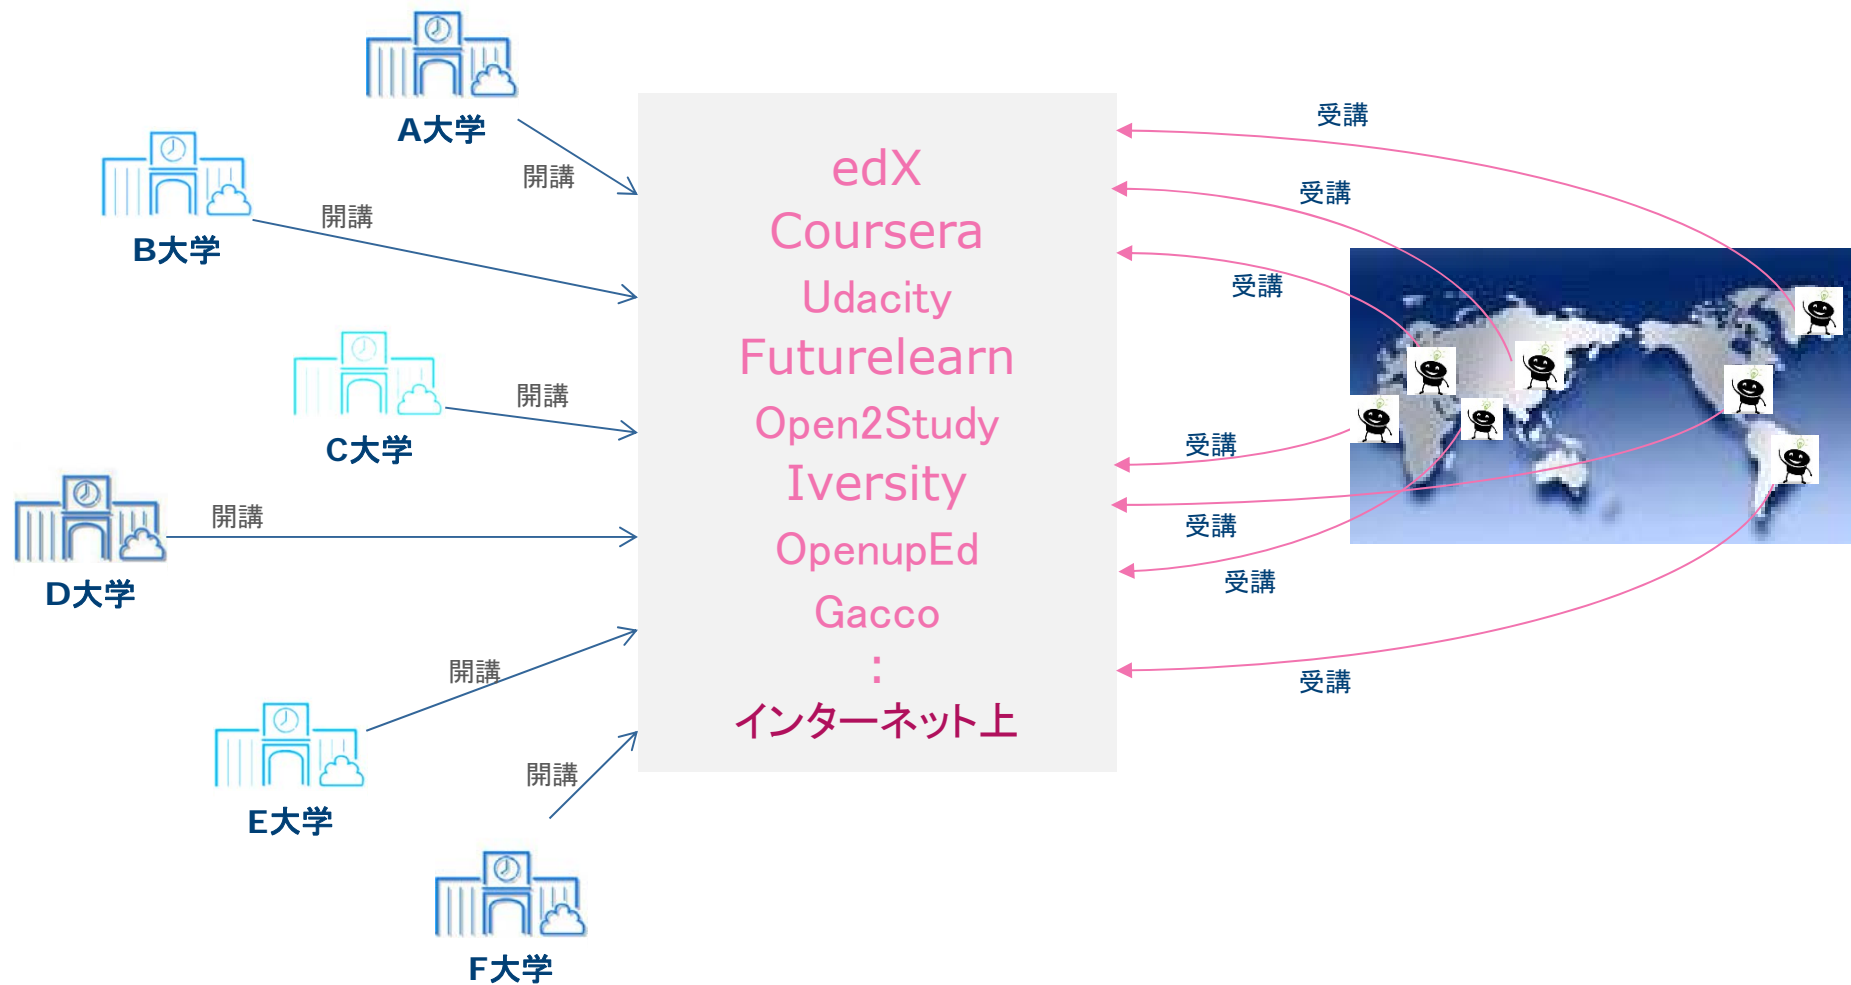 A大学
開講
B大学
開講
C大学
開講
D大学
開講
E大学
開講
F大学
開講
edX
Coursera
Udacity
Futurelearn
Open2Study
Iversity
OpenupEd
Gacco
:
インターネット上
受講
受講
受講
受講
受講
受講
受講